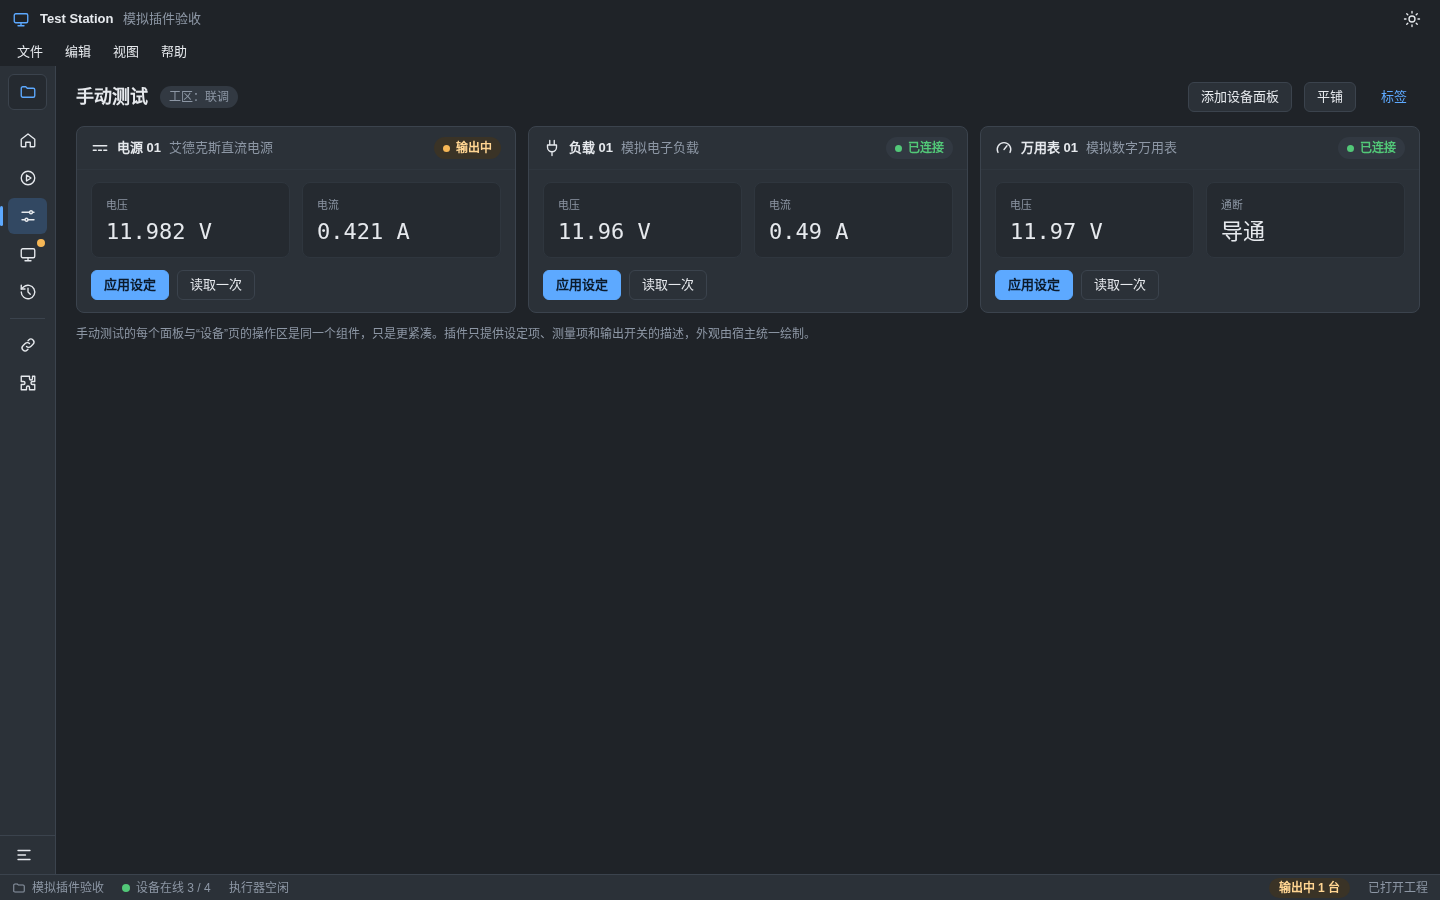 Test Station 模拟插件验收
文件 编辑 视图 帮助
手动测试 工区：联调 添加设备面板 平铺 标签
电源 01 艾德克斯直流电源 输出中
电压 电流
11.982 V 0.421 A
应用设定 读取一次
负载 01 模拟电子负载 已连接
电压 电流
11.96 V 0.49 A
应用设定 读取一次
万用表 01 模拟数字万用表 已连接
电压 通断
11.97 V 导通
应用设定 读取一次
手动测试的每个面板与“设备”页的操作区是同一个组件，只是更紧凑。插件只提供设定项、测量项和输出开关的描述，外观由宿主统一绘制。
模拟插件验收 设备在线 3 / 4 执行器空闲 输出中 1 台 已打开工程